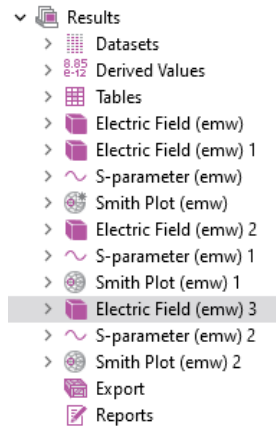 Results
Datasets
8.85
e-12 Derived Values
Tables
Electric Field (emw)
Electric Field (emw) 1
S-parameter (emw)
Smith Plot (emw)
Electric Field (emw) 2
S-parameter (emw) 1
Smith Plot (emw) 1
Electric Field (emw) 3
S-parameter (emw) 2
Smith Plot (emw) 2
Export
Reports